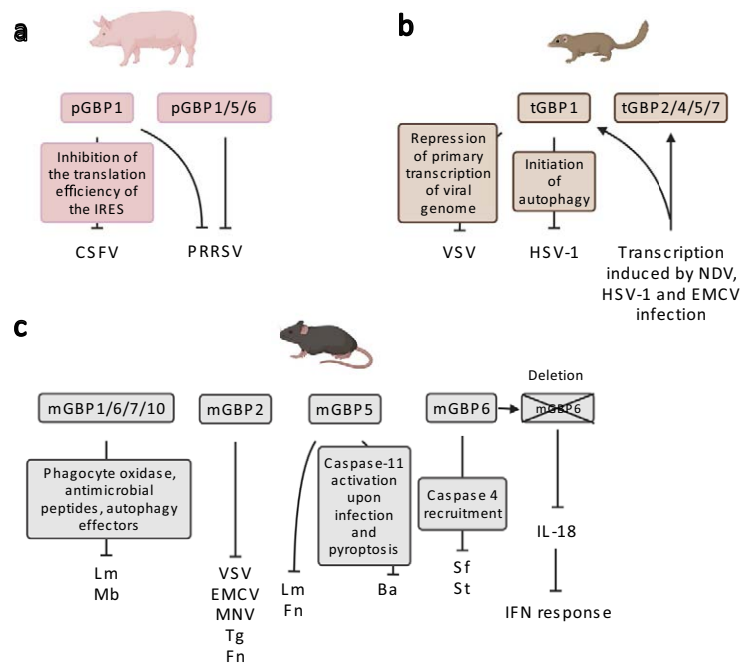 a
pGBP1
pGBP1/5/6
Inhibition of
the translation
efficiency of
the IRES
CSFV
PRRSV
b
tGBP1
tGBP2/4/5/7
Repression
of primary
transcription
of viral
genome
Initiation
of
autophagy
VSV
HSV-1
Transcription
induced by NDV,
HSV-1 and EMCV
infection
c
Deletion
mGBP1/6/7/10
mGBP2
mGBP5
mGBP6
mGBP6
Phagocyte oxidase,
antimicrobial
peptides, autophagy
effectors
Caspase-11
activation
upon
infection
and
pyroptosis
Caspase 4
recruitment
Lm
Mb
VSV
EMCV
MNV
Tg
Fn
Lm
Fn
Ba
Sf
St
IL-18
IFN response